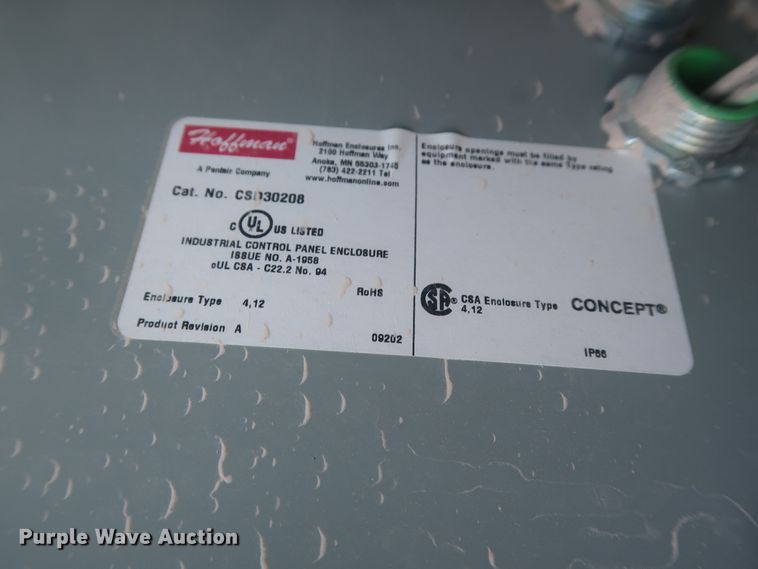 Hoffman®
A Pentair Company
Hoffman Enclosures Inc.
2100 Hoffman Way
Anoka, MN 55303-1745
(763) 422-2211 Tel
www.hoffmanonline.com
Cat. No. CSD30208
C UL US LISTED
INDUSTRIAL CONTROL PANEL ENCLOSURE
ISSUE NO. A-1958
cUL CSA - C22.2 No. 94
RoHS
Enclosure Type 4,12
Product Revision A
09202
Enclosure openings must be filled by
equipment marked with the same Type rating
as the enclosure.
SA® CSA Enclosure Type
4,12
CONCEPT®
IP66
Purple Wave Auction